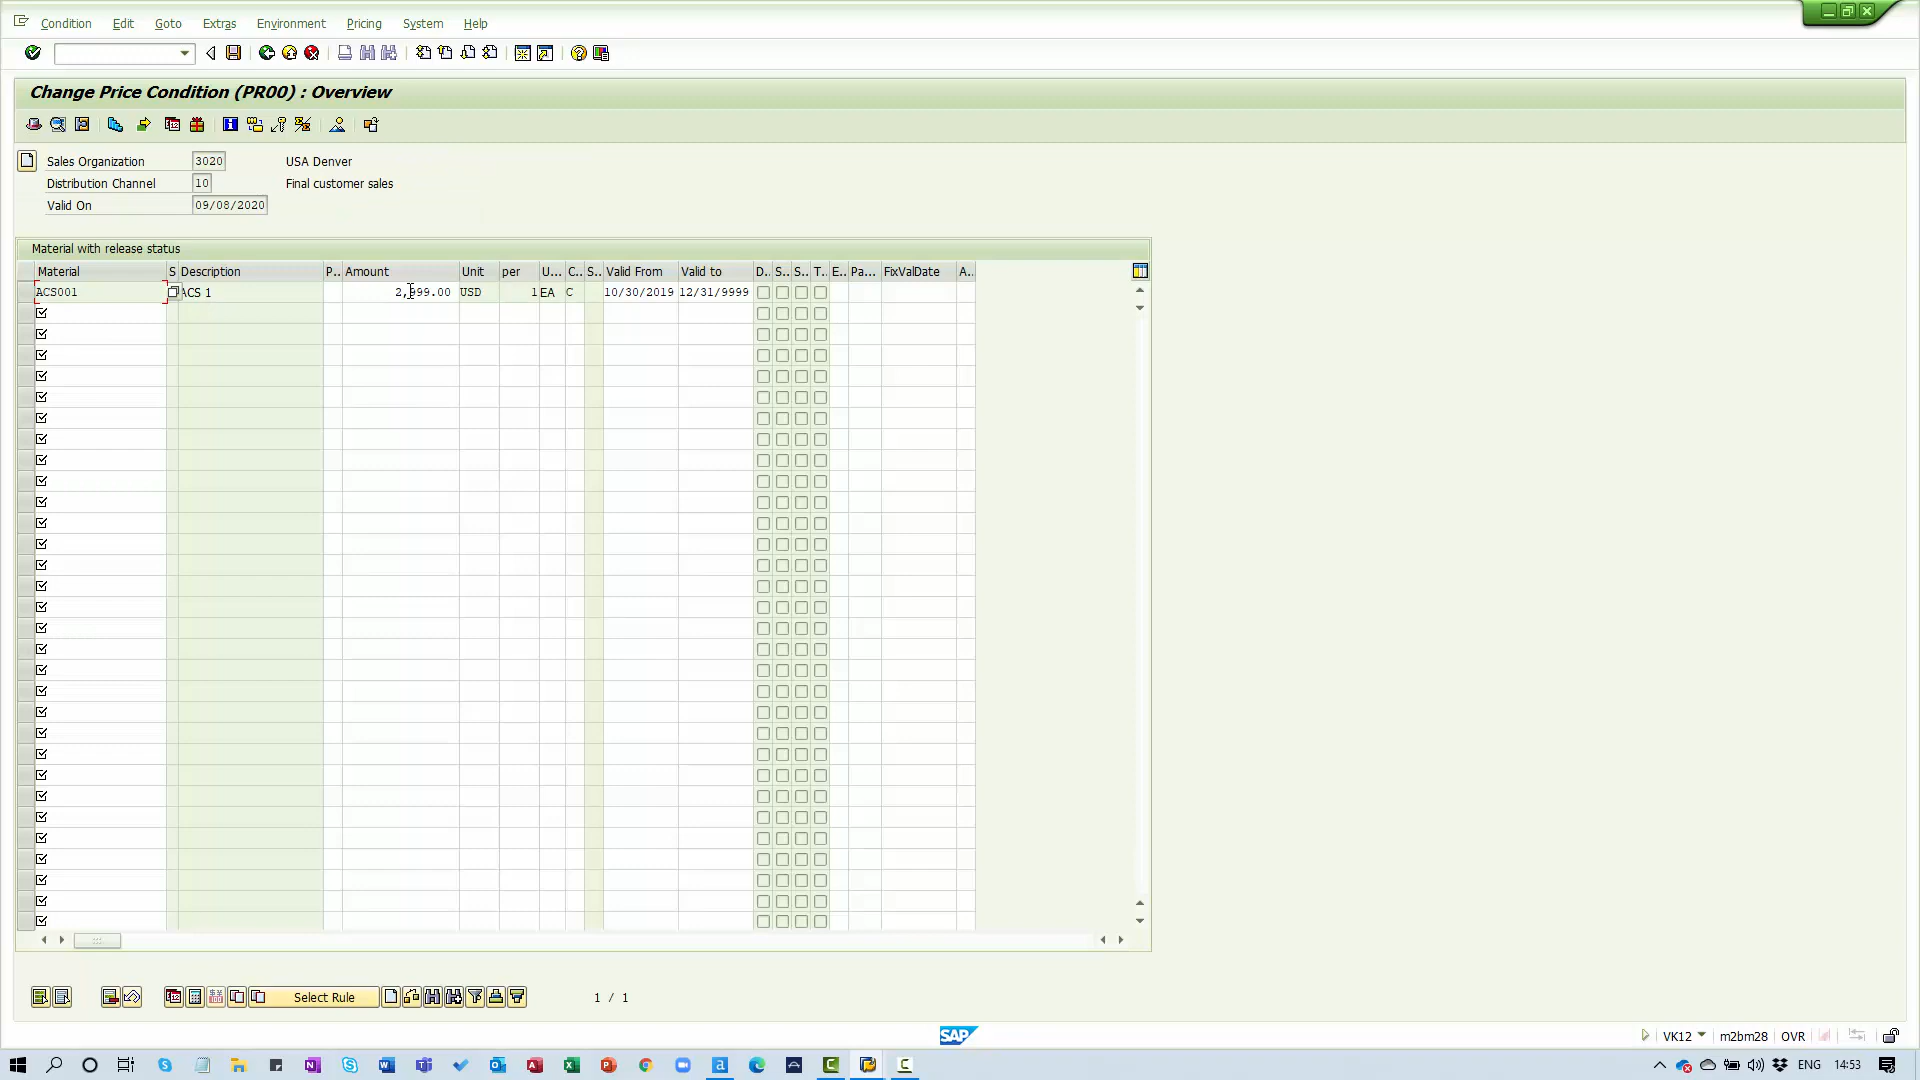 Condition Edit Goto Extras Environment Pricing System Help
Change Price Condition (PR00) : Overview
Sales Organization 3020 USA Denver
Distribution Channel 10 Final customer sales
Valid On 09/08/2020
Material with release status
Material S Description P.. Amount Unit per U... C.. S.. Valid From Valid to D.. S.. S.. T.. E.. Pa... FixValDate A..
ACS001 ACS 1 2,999.00 USD 1 EA C 10/30/2019 12/31/9999
Select Rule 1 / 1
SAP VK12 m2bm28 OVR
ENG 14:53